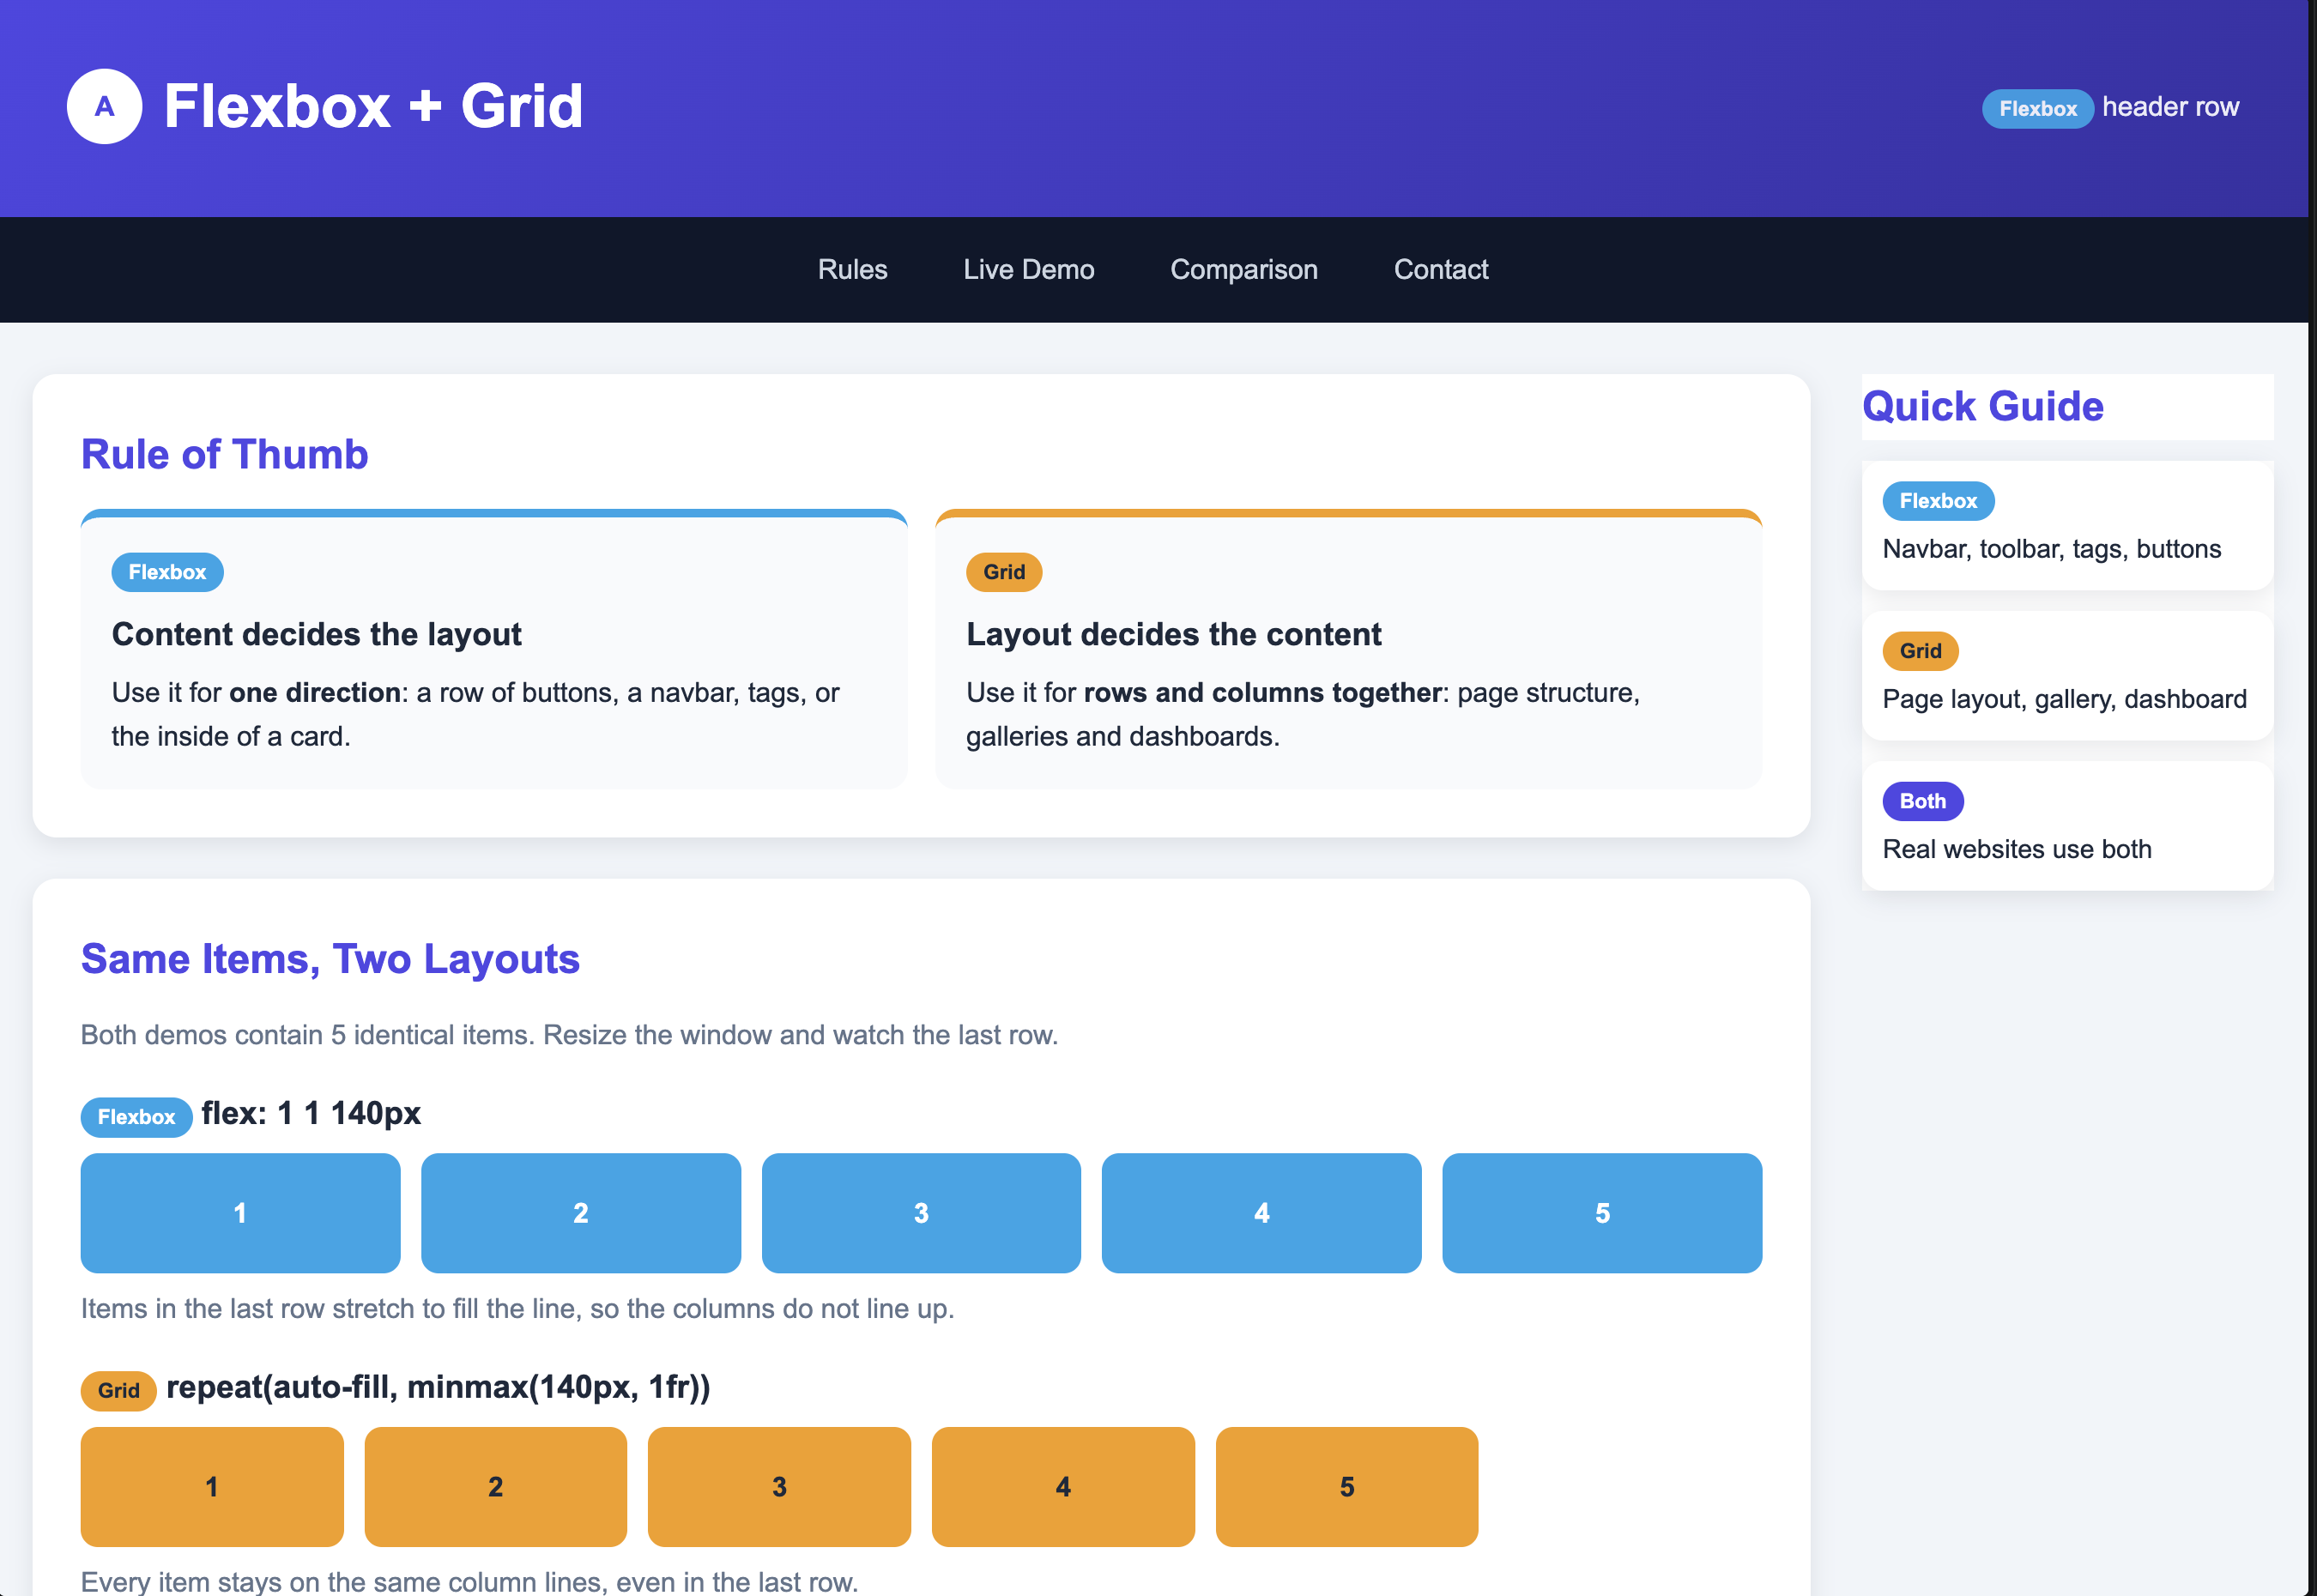 A
Flexbox + Grid
Flexbox header row
Rules Live Demo Comparison Contact
Rule of Thumb
Flexbox
Content decides the layout
Use it for one direction: a row of buttons, a navbar, tags, or
the inside of a card.
Grid
Layout decides the content
Use it for rows and columns together: page structure,
galleries and dashboards.
Same Items, Two Layouts
Both demos contain 5 identical items. Resize the window and watch the last row.
Flexbox flex: 1 1 140px
1 2 3 4 5
Items in the last row stretch to fill the line, so the columns do not line up.
Grid repeat(auto-fill, minmax(140px, 1fr))
1 2 3 4 5
Every item stays on the same column lines, even in the last row.
Quick Guide
Flexbox
Navbar, toolbar, tags, buttons
Grid
Page layout, gallery, dashboard
Both
Real websites use both